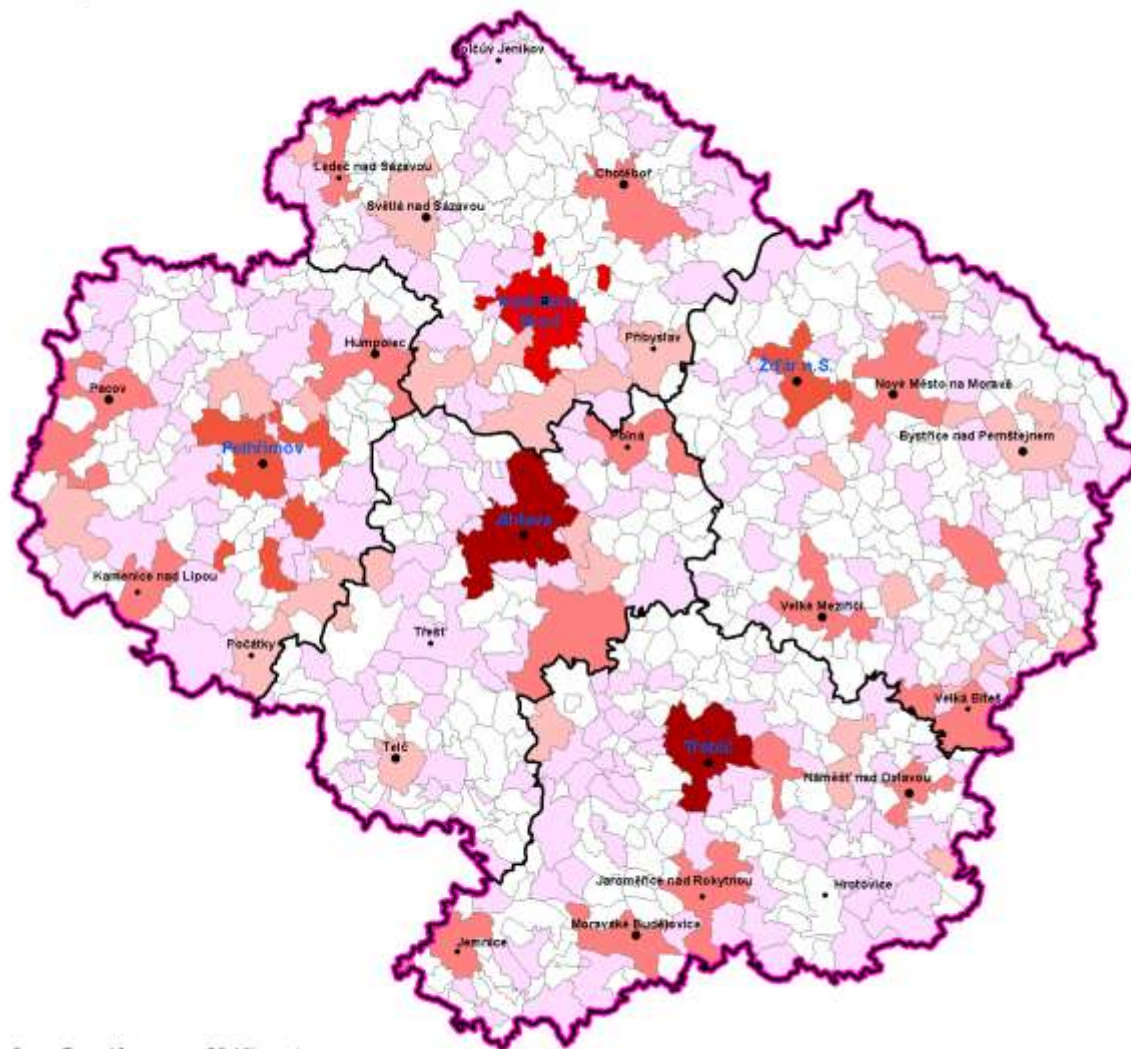 Golčův Jeníkov
Ledeč nad Sázavou
Chotěboř
Světlá nad Sázavou
Havlíčkův
Brod
Přibyslav
Humpolec
Žďár n.S.
Pacov
Nové Město na Moravě
Polná
Bystřice nad Pernštejnem
Pelhřimov
Jihlava
Kamenice nad Lipou
Velké Meziříčí
Třešť
Počátky
Velká Bíteš
Telč
Třebíč
Náměšť nad Oslavou
Jaroměřice nad Rokytnou
Hrotovice
Moravské Budějovice
Jemnice